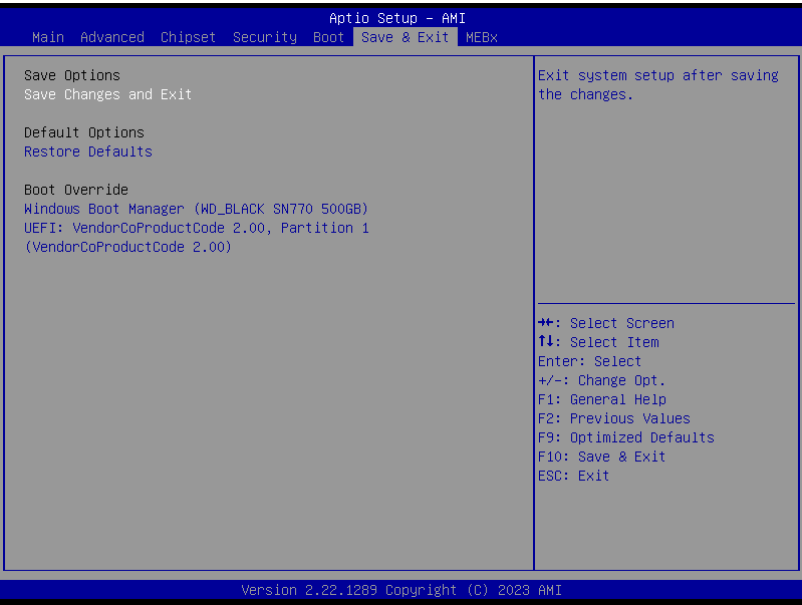 Aptio Setup – AMI
Main Advanced Chipset Security Boot Save & Exit MEBx
Save Options
Save Changes and Exit
Default Options
Restore Defaults
Boot Override
Windows Boot Manager (WD_BLACK SN770 500GB)
UEFI: VendorCoProductCode 2.00, Partition 1
(VendorCoProductCode 2.00)
Exit system setup after saving
the changes.
→←: Select Screen
↑↓: Select Item
Enter: Select
+/-: Change Opt.
F1: General Help
F2: Previous Values
F9: Optimized Defaults
F10: Save & Exit
ESC: Exit
Version 2.22.1289 Copyright (C) 2023 AMI